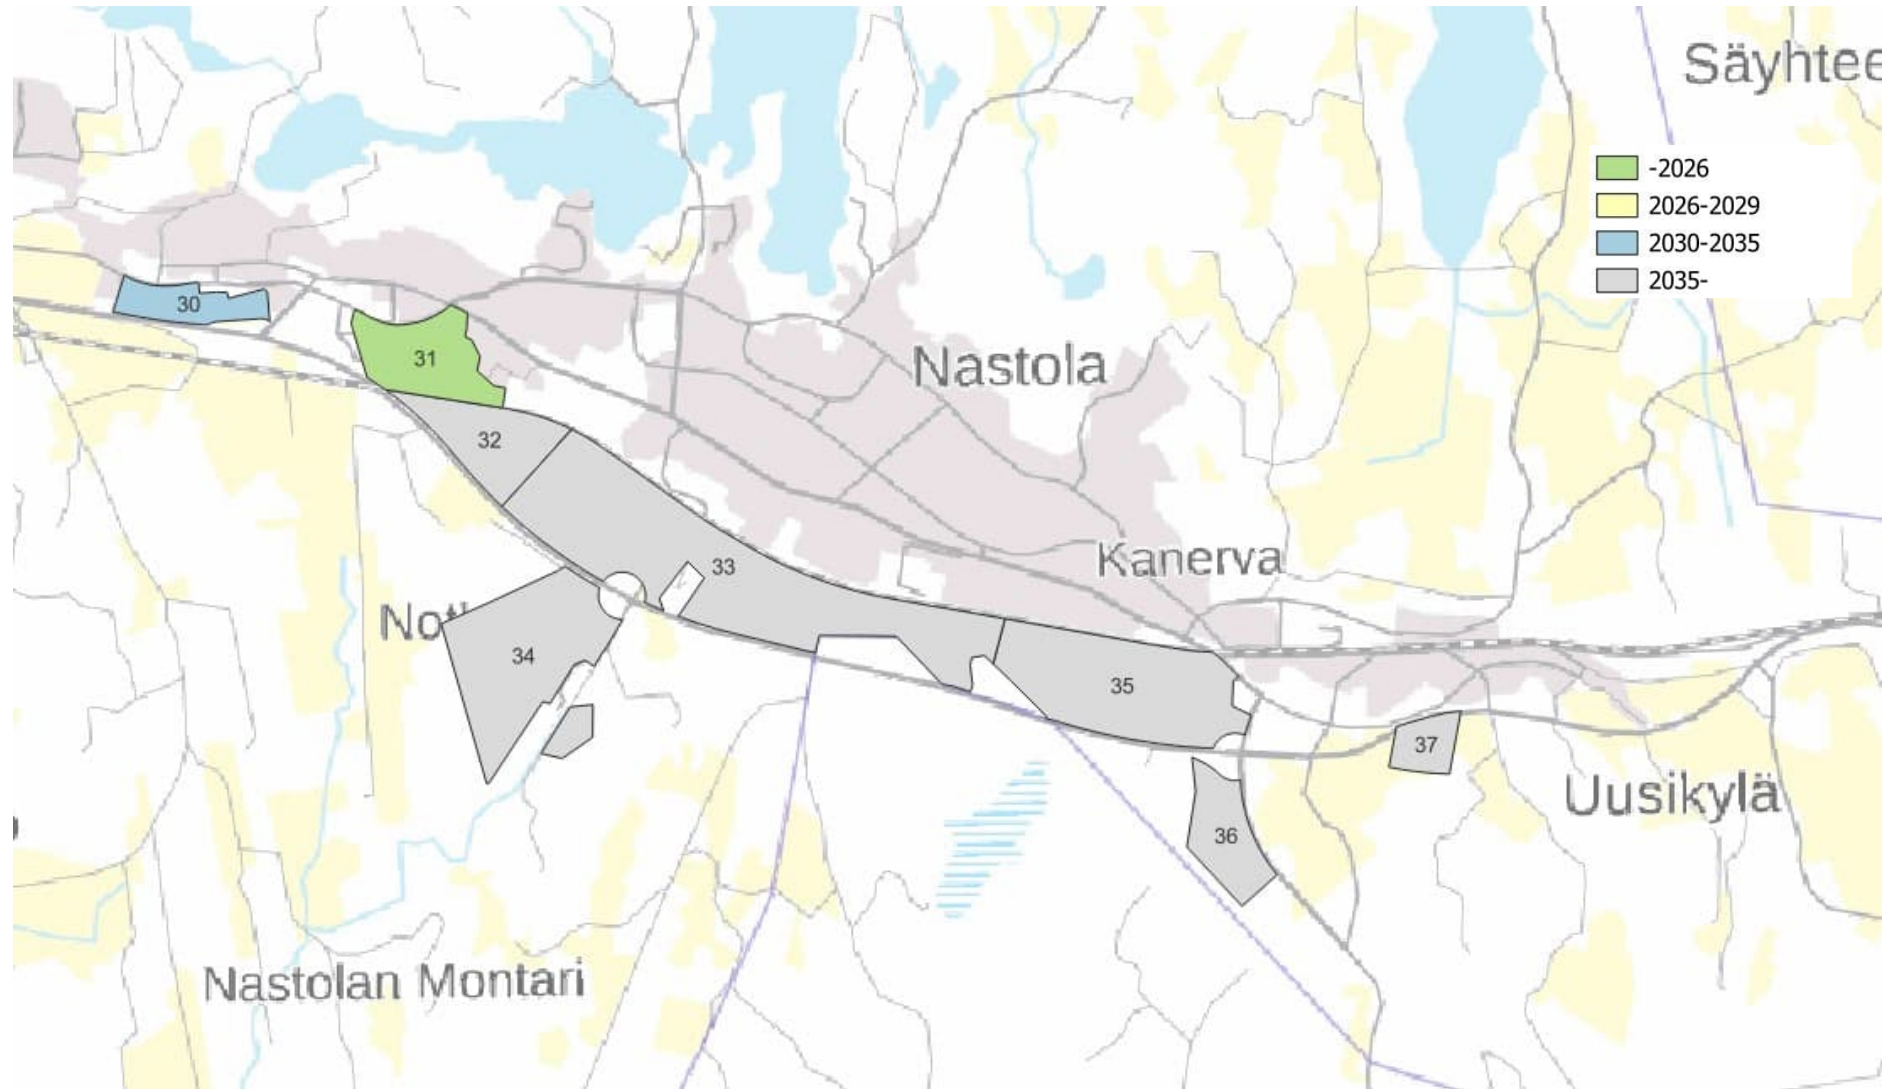 Säyhtee
-2026
2026-2029
2030-2035
2035-
30
31
Nastola
32
Kanerva
33
Not
34
35
37
Uusikylä
36
Nastolan Montari